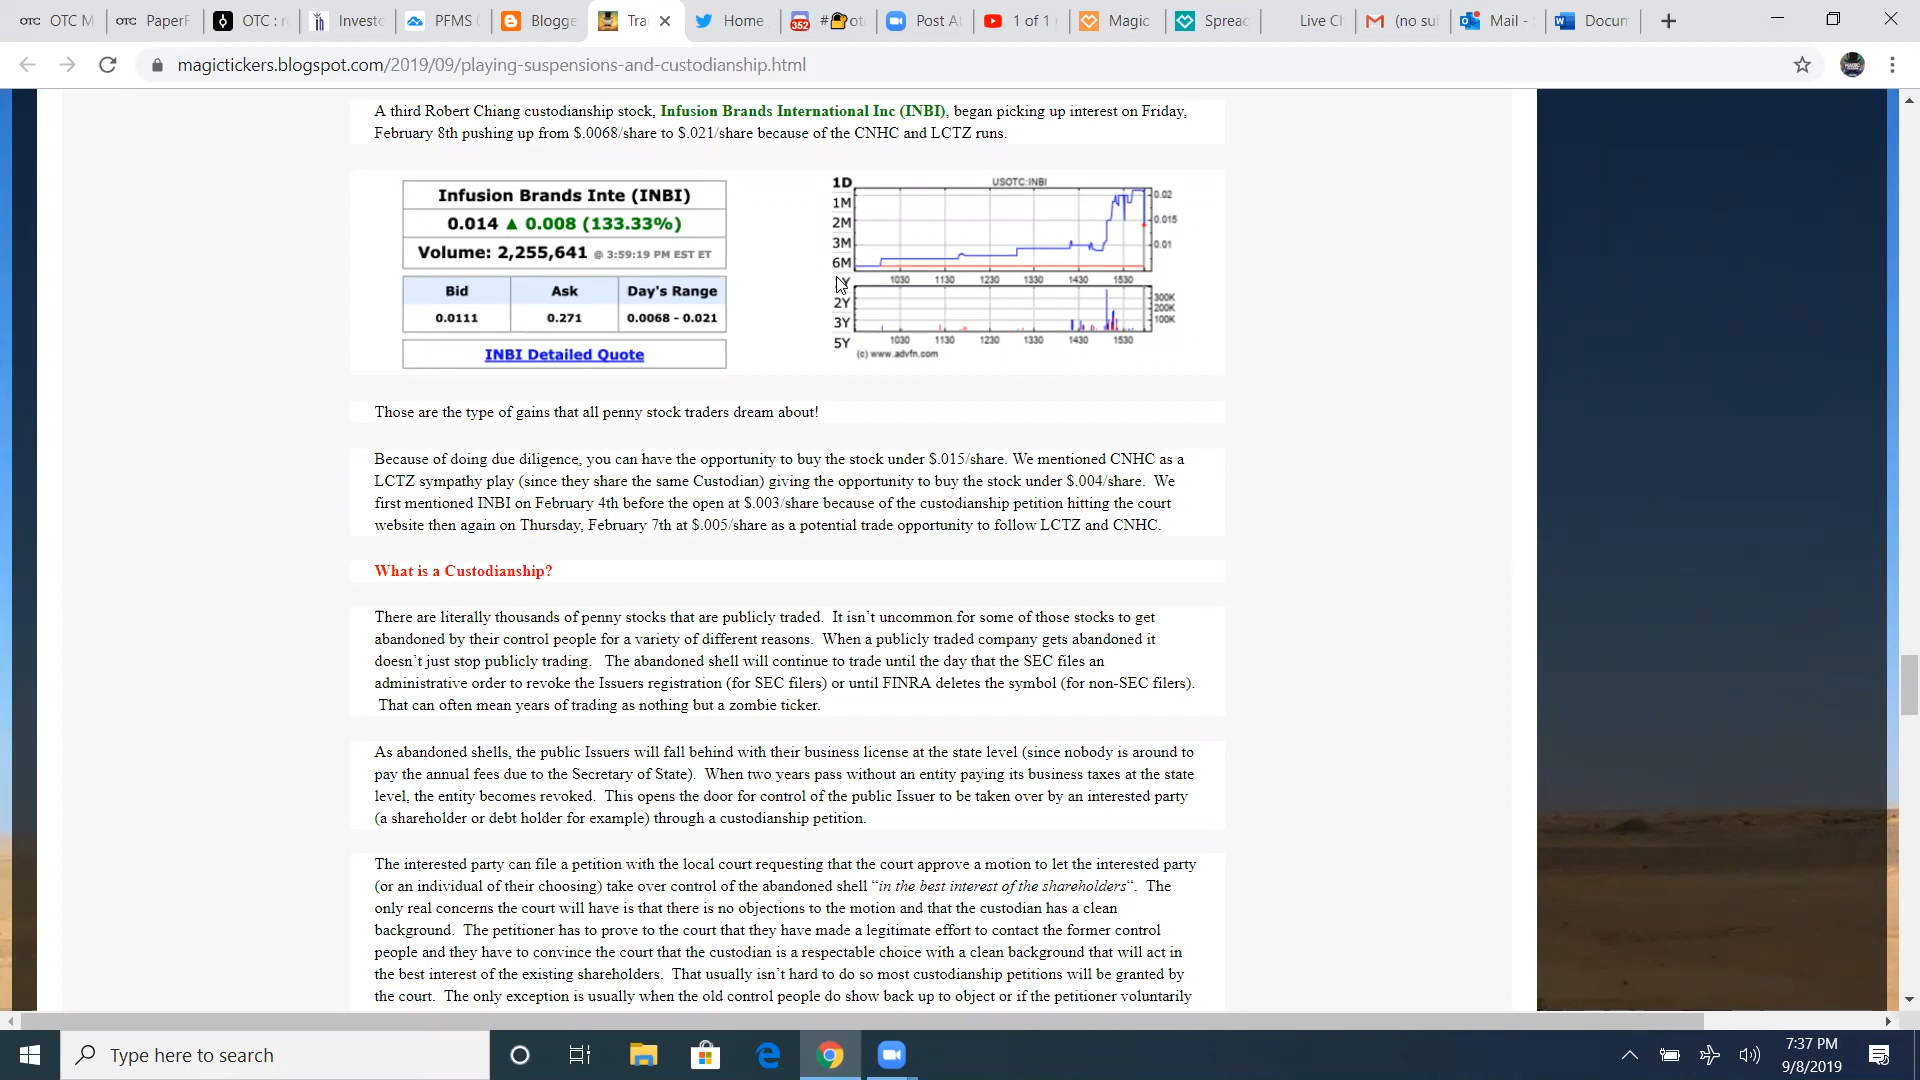 OTC M
PaperF
OTC : r
Investo
PFMS
Blogge
Tra
Home
352
Post A
1 of 1
Magic
Spread
Live Ch
(no su
Mail -
Docum
magictickers.blogspot.com/2019/09/playing-suspensions-and-custodianship.html
A third Robert Chiang custodianship stock, Infusion Brands International Inc (INBI), began picking up interest on Friday,
February 8th pushing up from $.0068/share to $.021/share because of the CNHC and LCTZ runs.
Infusion Brands Inte (INBI)
0.014 ▲ 0.008 (133.33%)
Volume: 2,255,641 @ 3:59:19 PM EST ET
Bid Ask Day's Range
0.0111 0.271 0.0068 - 0.021
INBI Detailed Quote
1D
1M
2M
3M
6M
2Y
3Y
5Y
USOTC:INBI
0.02
0.015
0.01
1030 1130 1230 1330 1430 1530
300K
200K
100K
1030 1130 1230 1330 1430 1530
(c) www.advfn.com
Those are the type of gains that all penny stock traders dream about!
Because of doing due diligence, you can have the opportunity to buy the stock under $.015/share. We mentioned CNHC as a
LCTZ sympathy play (since they share the same Custodian) giving the opportunity to buy the stock under $.004/share. We
first mentioned INBI on February 4th before the open at $.003/share because of the custodianship petition hitting the court
website then again on Thursday, February 7th at $.005/share as a potential trade opportunity to follow LCTZ and CNHC.
What is a Custodianship?
There are literally thousands of penny stocks that are publicly traded. It isn't uncommon for some of those stocks to get
abandoned by their control people for a variety of different reasons. When a publicly traded company gets abandoned it
doesn't just stop publicly trading. The abandoned shell will continue to trade until the day that the SEC files an
administrative order to revoke the Issuers registration (for SEC filers) or until FINRA deletes the symbol (for non-SEC filers).
That can often mean years of trading as nothing but a zombie ticker.
As abandoned shells, the public Issuers will fall behind with their business license at the state level (since nobody is around to
pay the annual fees due to the Secretary of State). When two years pass without an entity paying its business taxes at the state
level, the entity becomes revoked. This opens the door for control of the public Issuer to be taken over by an interested party
(a shareholder or debt holder for example) through a custodianship petition.
The interested party can file a petition with the local court requesting that the court approve a motion to let the interested party
(or an individual of their choosing) take over control of the abandoned shell “in the best interest of the shareholders“. The
only real concerns the court will have is that there is no objections to the motion and that the custodian has a clean
background. The petitioner has to prove to the court that they have made a legitimate effort to contact the former control
people and they have to convince the court that the custodian is a respectable choice with a clean background that will act in
the best interest of the existing shareholders. That usually isn't hard to do so most custodianship petitions will be granted by
the court. The only exception is usually when the old control people do show back up to object or if the petitioner voluntarily
Type here to search
7:37 PM
9/8/2019